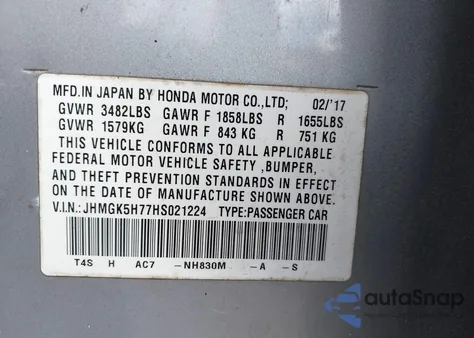 MFD.IN JAPAN BY HONDA MOTOR CO.,LTD; 02/'17
GVWR 3482LBS GAWR F 1858LBS R 1655LBS
GVWR 1579KG GAWR F 843 KG R 751 KG
THIS VEHICLE CONFORMS TO ALL APPLICABLE
FEDERAL MOTOR VEHICLE SAFETY ,BUMPER,
AND THEFT PREVENTION STANDARDS IN EFFECT
ON THE DATE OF MANUFACTURE SHOWN ABOVE.
V.I.N.: JHMGK5H77HS021224 TYPE:PASSENGER CAR
T4S H AC7 -NH830M -A -S
autoSnap